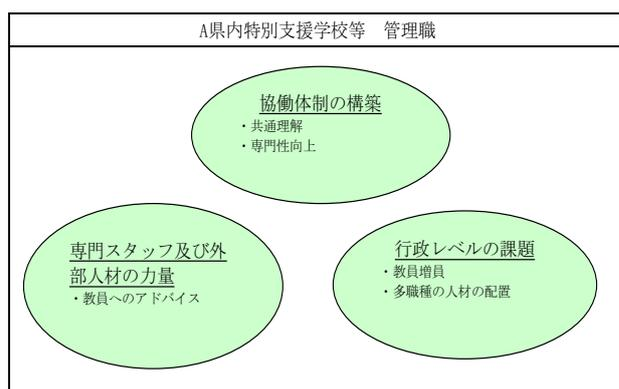 A県内特別支援学校等　管理職
協働体制の構築
・共通理解
・専門性向上
専門スタッフ及び外
部人材の力量
・教員へのアドバイス
行政レベルの課題
・教員増員
・多職種の人材の配置